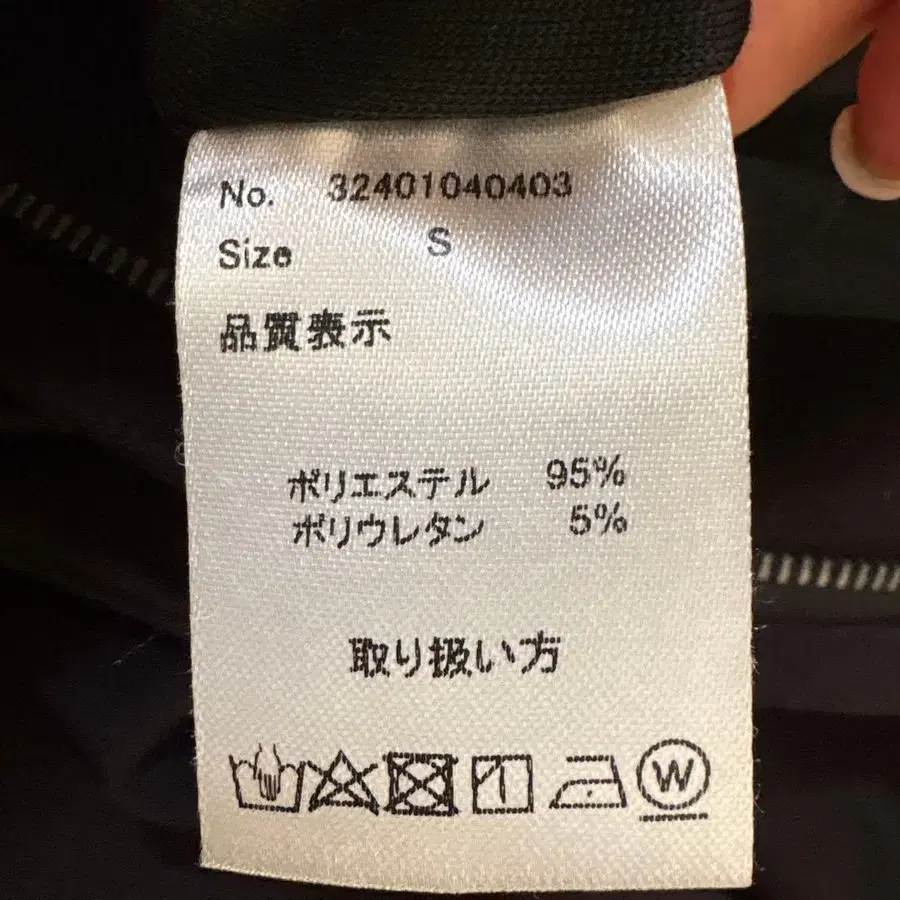 No. 32401040403
Size S
品質表示
ポリエステル 95%
ポリウレタン 5%
取り扱い方
W